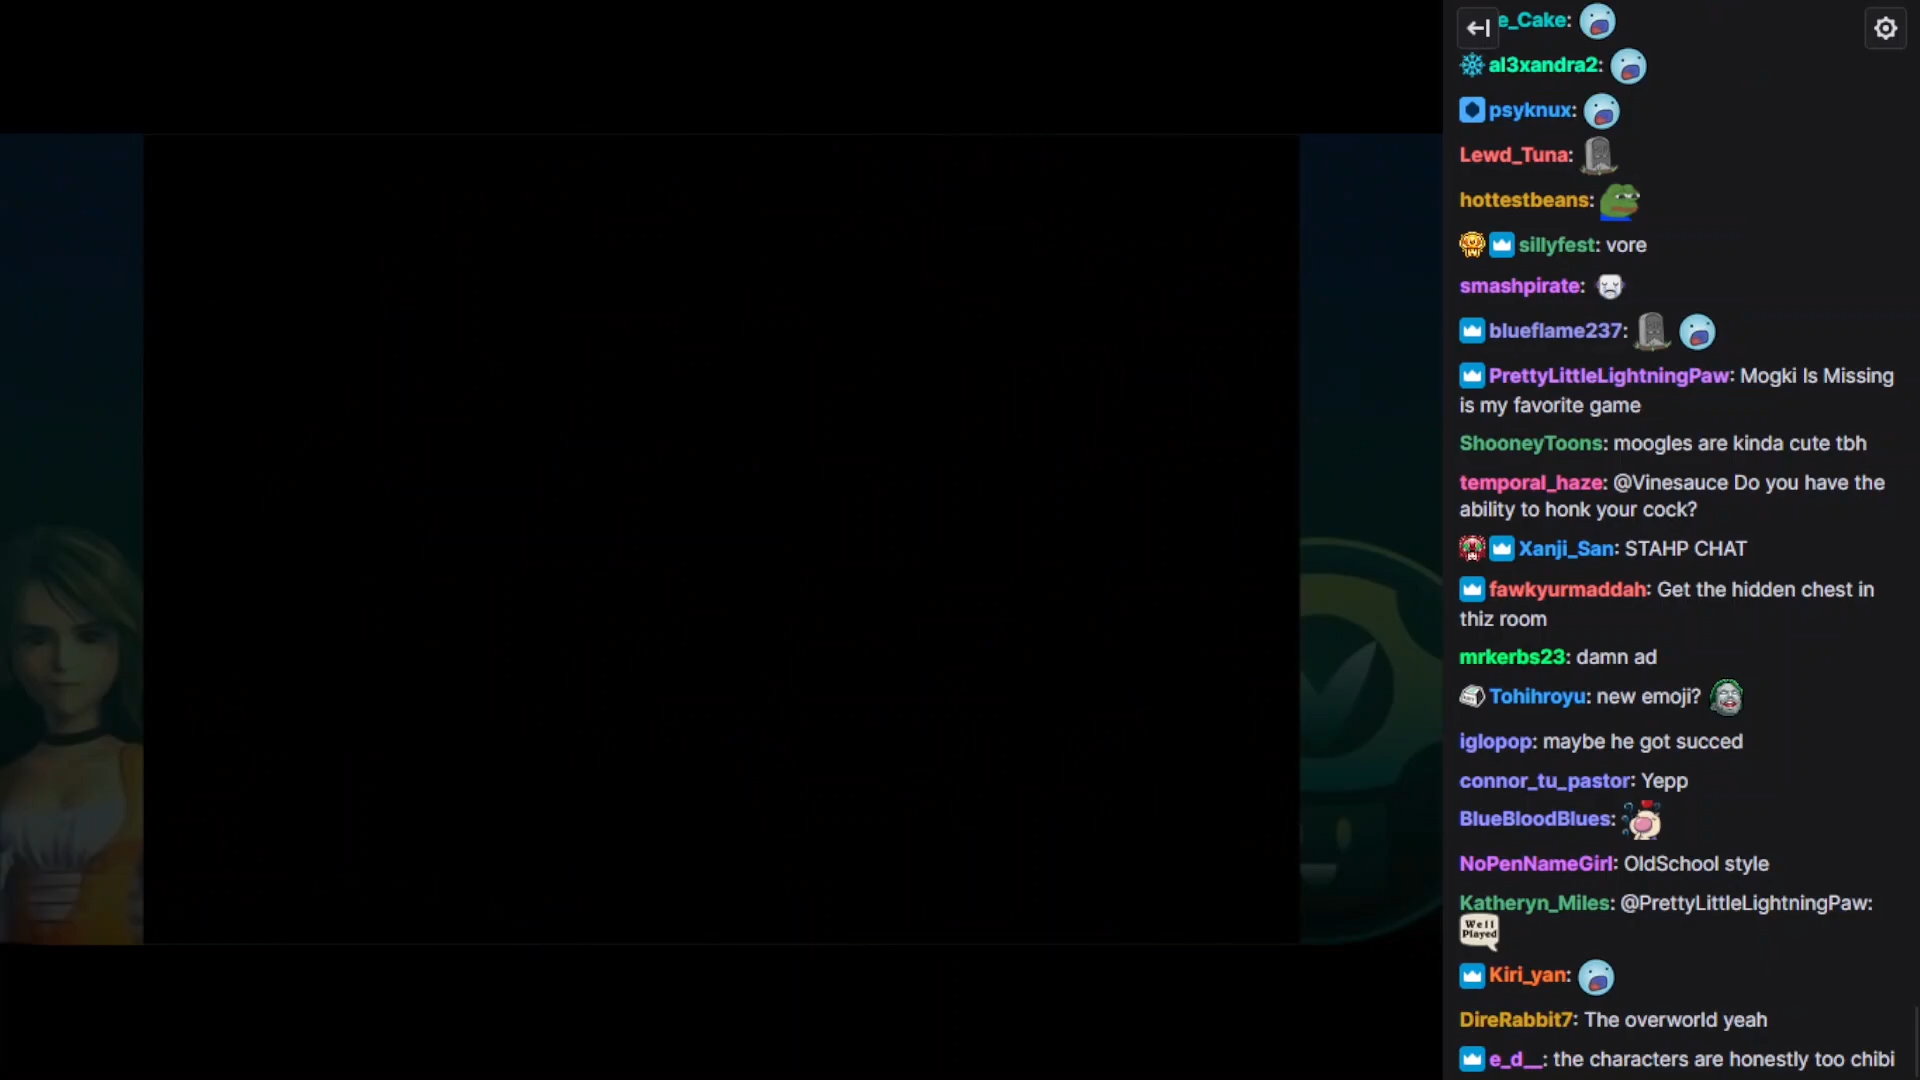 e_Cake:
al3xandra2:
psyknux:
Lewd_Tuna:
hottestbeans:
sillyfest: vore
smashpirate:
blueflame237:
PrettyLittleLightningPaw: Mogki Is Missing
is my favorite game
ShooneyToons: moogles are kinda cute tbh
temporal_haze: @Vinesauce Do you have the
ability to honk your cock?
Xanji_San: STAHP CHAT
fawkyurmaddah: Get the hidden chest in
thiz room
mrkerbs23: damn ad
Tohihroyu: new emoji?
iglopop: maybe he got succed
connor_tu_pastor: Yepp
BlueBloodBlues:
NoPenNameGirl: OldSchool style
Katheryn_Miles: @PrettyLittleLightningPaw:
Well
Played
Kiri_yan:
DireRabbit7: The overworld yeah
e_d__: the characters are honestly too chibi